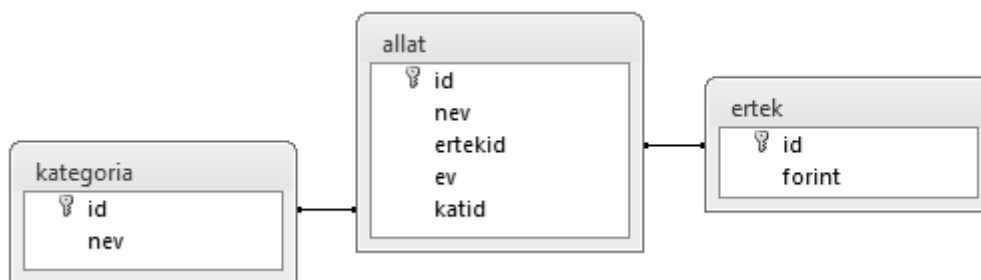 kategoria
id
nev
allat
id
nev
ertekid
ev
katid
ertek
id
forint